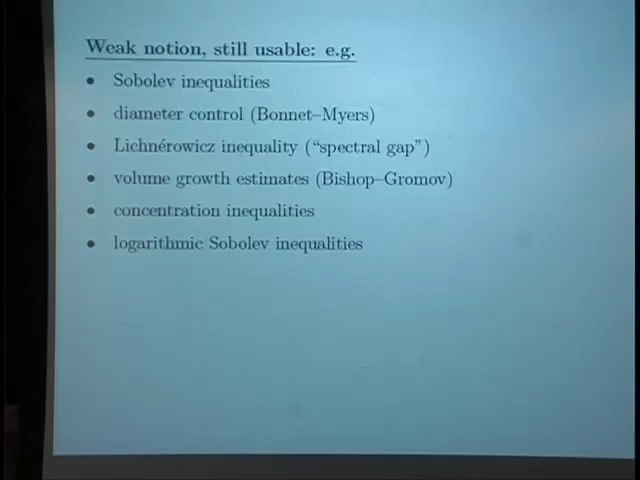 Weak notion, still usable: e.g.
• Sobolev inequalities
• diameter control (Bonnet–Myers)
• Lichnérowicz inequality (“spectral gap”)
• volume growth estimates (Bishop–Gromov)
• concentration inequalities
• logarithmic Sobolev inequalities